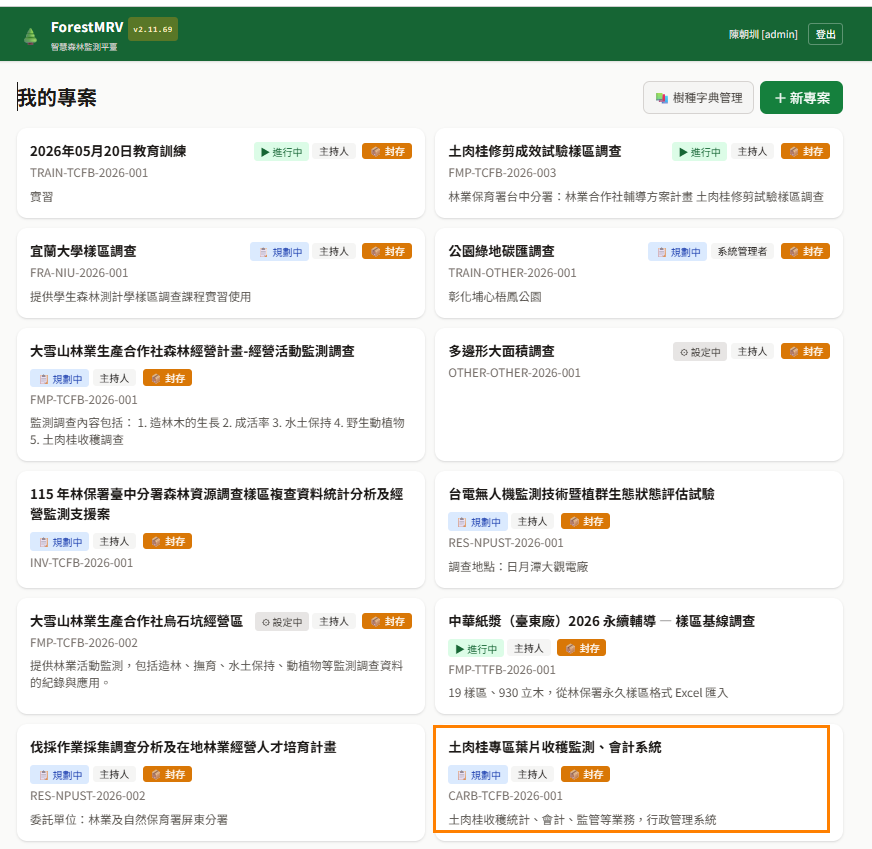 ForestMRV v2.11.69
智慧森林監測平臺
陳朝圳 [admin] 登出
我的專案
樹種字典管理
＋ 新專案
2026年05月20日教育訓練
▶ 進行中 主持人 封存
TRAIN-TCFB-2026-001
實習
土肉桂修剪成效試驗樣區調查
▶ 進行中 主持人 封存
FMP-TCFB-2026-003
林業保育署台中分署：林業合作社輔導方案計畫 土肉桂修剪試驗樣區調查
宜蘭大學樣區調查
規劃中 主持人 封存
FRA-NIU-2026-001
提供學生森林測計學樣區調查課程實習使用
公園綠地碳匯調查
規劃中 系統管理者 封存
TRAIN-OTHER-2026-001
彰化埔心梧鳳公園
大雪山林業生產合作社森林經營計畫-經營活動監測調查
規劃中 主持人 封存
FMP-TCFB-2026-001
監測調查內容包括： 1. 造林木的生長 2. 成活率 3. 水土保持 4. 野生動植物
5. 土肉桂收穫調查
多邊形大面積調查
設定中 主持人 封存
OTHER-OTHER-2026-001
115 年林保署臺中分署森林資源調查樣區複查資料統計分析及經
營監測支援案
規劃中 主持人 封存
INV-TCFB-2026-001
台電無人機監測技術暨植群生態狀態評估試驗
規劃中 主持人 封存
RES-NPUST-2026-001
調查地點：日月潭大觀電廠
大雪山林業生產合作社烏石坑經營區
設定中 主持人 封存
FMP-TCFB-2026-002
提供林業活動監測，包括造林、撫育、水土保持、動植物等監測調查資料
的紀錄與應用。
中華紙漿（臺東廠）2026 永續輔導 — 樣區基線調查
▶ 進行中 主持人 封存
FMP-TTFB-2026-001
19 樣區、930 立木，從林保署永久樣區格式 Excel 匯入
伐採作業採集調查分析及在地林業經營人才培育計畫
規劃中 主持人 封存
RES-NPUST-2026-002
委託單位：林業及自然保育署屏東分署
土肉桂專區葉片收穫監測、會計系統
規劃中 主持人 封存
CARB-TCFB-2026-001
土肉桂收穫統計、會計、監管等業務，行政管理系統